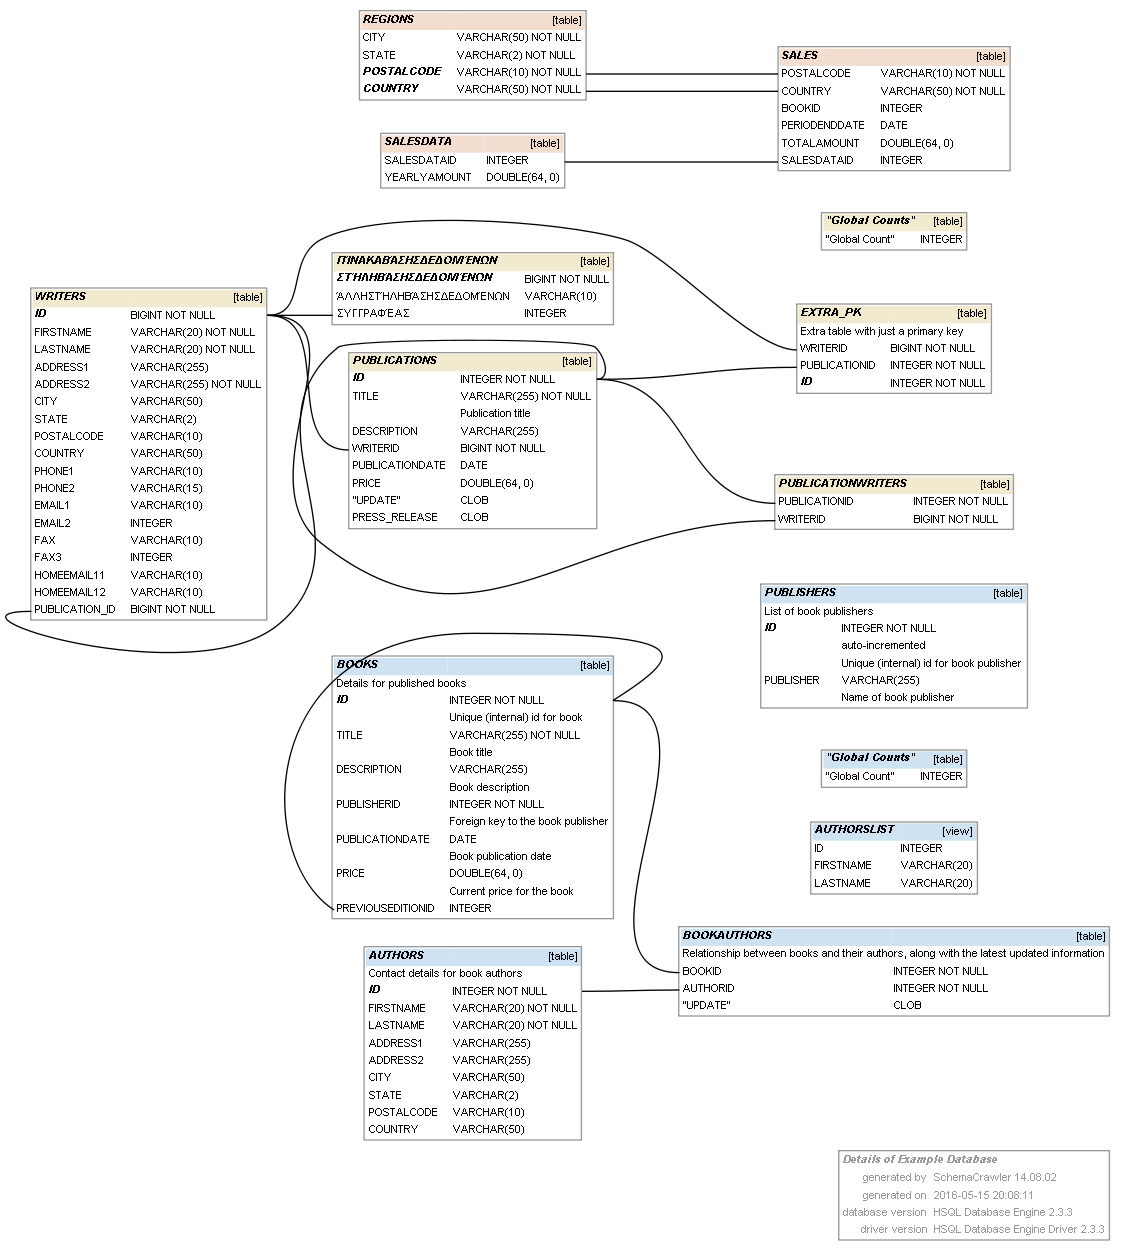 REGIONS [table]
CITY VARCHAR(50) NOT NULL
STATE VARCHAR(2) NOT NULL
POSTALCODE VARCHAR(10) NOT NULL
COUNTRY VARCHAR(50) NOT NULL
SALES [table]
POSTALCODE VARCHAR(10) NOT NULL
COUNTRY VARCHAR(50) NOT NULL
BOOKID INTEGER
PERIODENDDATE DATE
TOTALAMOUNT DOUBLE(64, 0)
SALESDATAID INTEGER
SALESDATA [table]
SALESDATAID INTEGER
YEARLYAMOUNT DOUBLE(64, 0)
"Global Counts" [table]
"Global Count" INTEGER
ΠΊΝΑΚΑΒΆΣΗΣΔΕΔΟΜΈΝΩΝ [table]
ΣΤΉΛΗΒΆΣΗΣΔΕΔΟΜΈΝΩΝ BIGINT NOT NULL
ΆΛΛΗΣΤΉΛΗΒΆΣΗΣΔΕΔΟΜΈΝΩΝ VARCHAR(10)
ΣΥΓΓΡΑΦΈΑΣ INTEGER
WRITERS [table]
ID BIGINT NOT NULL
FIRSTNAME VARCHAR(20) NOT NULL
LASTNAME VARCHAR(20) NOT NULL
ADDRESS1 VARCHAR(255)
ADDRESS2 VARCHAR(255) NOT NULL
CITY VARCHAR(50)
STATE VARCHAR(2)
POSTALCODE VARCHAR(10)
COUNTRY VARCHAR(50)
PHONE1 VARCHAR(10)
PHONE2 VARCHAR(15)
EMAIL1 VARCHAR(10)
EMAIL2 INTEGER
FAX VARCHAR(10)
FAX3 INTEGER
HOMEEMAIL11 VARCHAR(10)
HOMEEMAIL12 VARCHAR(10)
PUBLICATION_ID BIGINT NOT NULL
EXTRA_PK [table]
Extra table with just a primary key
WRITERID BIGINT NOT NULL
PUBLICATIONID INTEGER NOT NULL
ID INTEGER NOT NULL
PUBLICATIONS [table]
ID INTEGER NOT NULL
TITLE VARCHAR(255) NOT NULL
Publication title
DESCRIPTION VARCHAR(255)
WRITERID BIGINT NOT NULL
PUBLICATIONDATE DATE
PRICE DOUBLE(64, 0)
"UPDATE" CLOB
PRESS_RELEASE CLOB
PUBLICATIONWRITERS [table]
PUBLICATIONID INTEGER NOT NULL
WRITERID BIGINT NOT NULL
PUBLISHERS [table]
List of book publishers
ID INTEGER NOT NULL
auto-incremented
Unique (internal) id for book publisher
PUBLISHER VARCHAR(255)
Name of book publisher
BOOKS [table]
Details for published books
ID INTEGER NOT NULL
Unique (internal) id for book
TITLE VARCHAR(255) NOT NULL
Book title
DESCRIPTION VARCHAR(255)
Book description
PUBLISHERID INTEGER NOT NULL
Foreign key to the book publisher
PUBLICATIONDATE DATE
Book publication date
PRICE DOUBLE(64, 0)
Current price for the book
PREVIOUSEDITIONID INTEGER
"Global Counts" [table]
"Global Count" INTEGER
AUTHORSLIST [view]
ID INTEGER
FIRSTNAME VARCHAR(20)
LASTNAME VARCHAR(20)
BOOKAUTHORS [table]
Relationship between books and their authors, along with the latest updated information
BOOKID INTEGER NOT NULL
AUTHORID INTEGER NOT NULL
"UPDATE" CLOB
AUTHORS [table]
Contact details for book authors
ID INTEGER NOT NULL
FIRSTNAME VARCHAR(20) NOT NULL
LASTNAME VARCHAR(20) NOT NULL
ADDRESS1 VARCHAR(255)
ADDRESS2 VARCHAR(255)
CITY VARCHAR(50)
STATE VARCHAR(2)
POSTALCODE VARCHAR(10)
COUNTRY VARCHAR(50)
Details of Example Database
generated by SchemaCrawler 14.08.02
generated on 2016-05-15 20:08:11
database version HSQL Database Engine 2.3.3
driver version HSQL Database Engine Driver 2.3.3